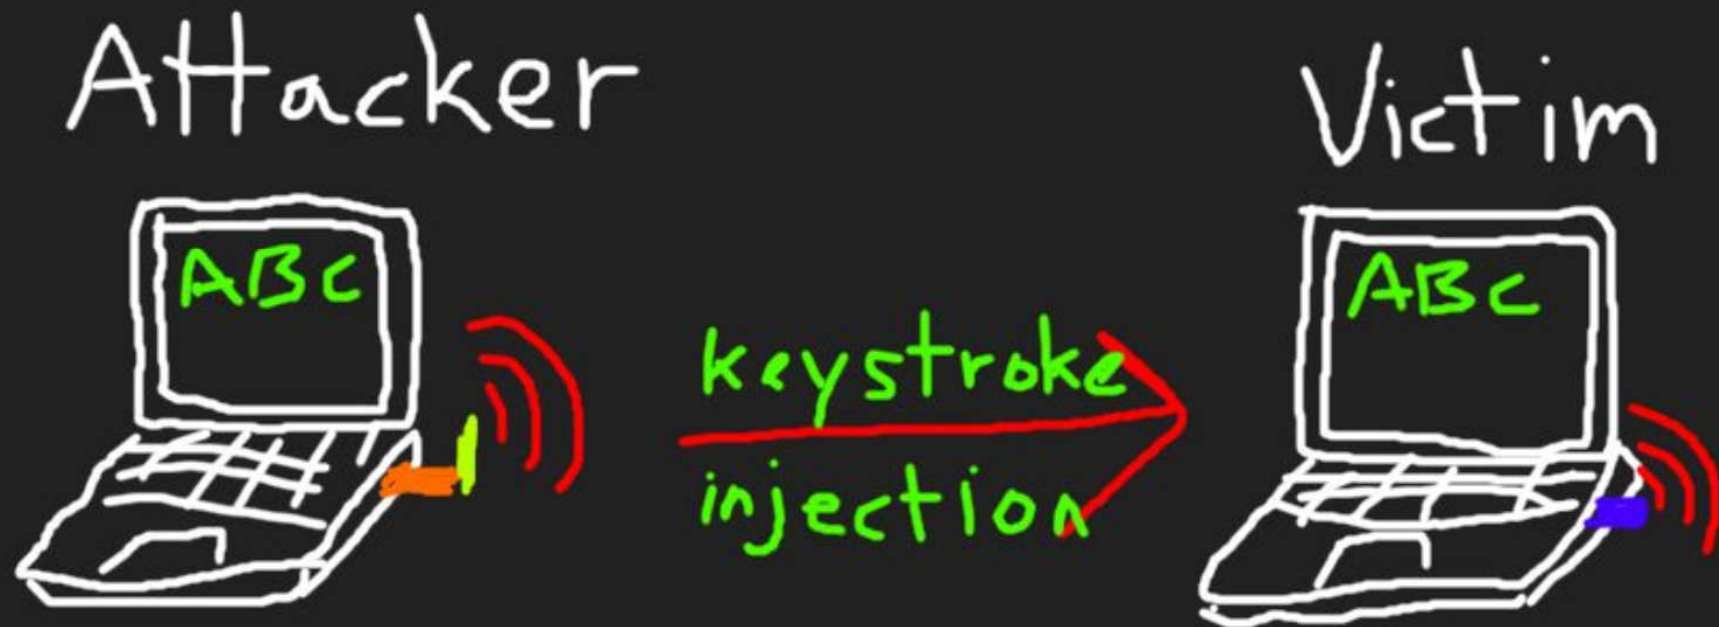 Attacker
Victim
ABC
keystroke
injection
ABC